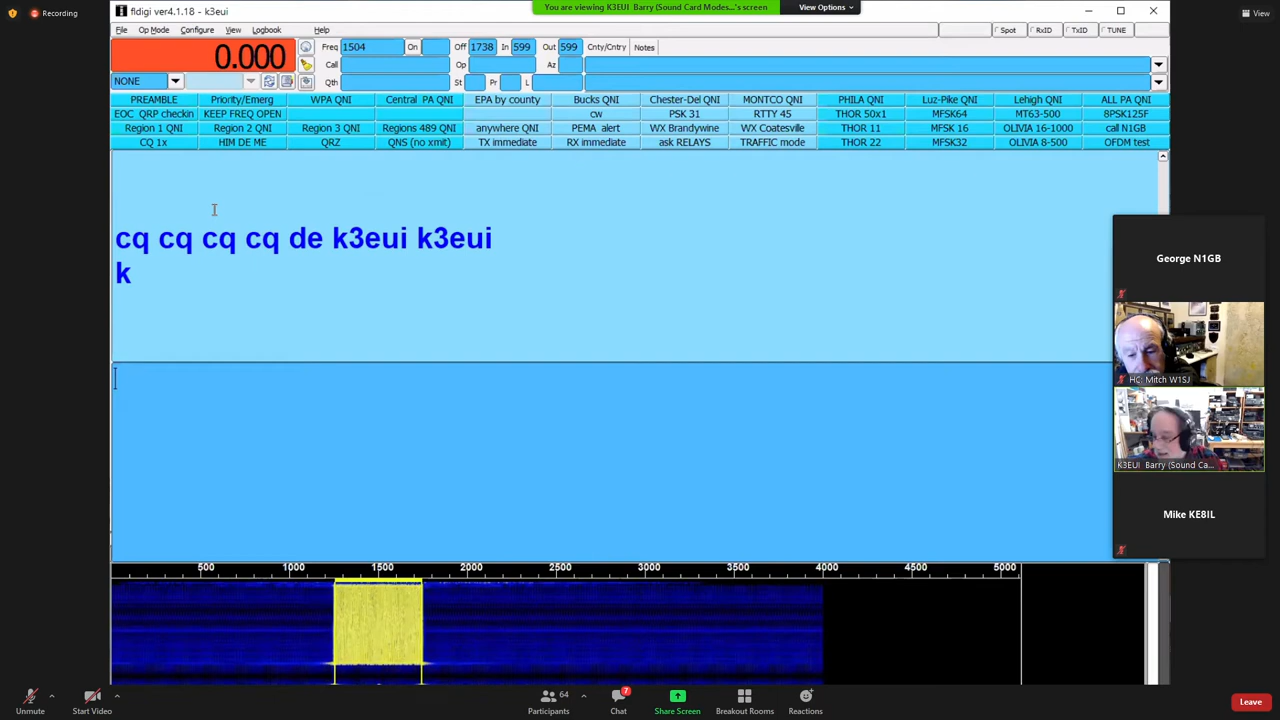 Recording
You are viewing K3EUI Barry (Sound Card Modes...'s screen
View Options
View
fldigi ver4.1.18 - k3eui
File Op Mode Configure View Logbook Help
Spot RxID TxID TUNE
0.000
Freq 1504 On Off 1738 In 599 Out 599 Cnty/Cntry Notes
Call Op Az
NONE
Qth St Pr L
PREAMBLE Priority/Emerg WPA QNI Central PA QNI EPA by county Bucks QNI Chester-Del QNI MONTCO QNI PHILA QNI Luz-Pike QNI Lehigh QNI ALL PA QNI
EOC QRP checkin KEEP FREQ OPEN cw PSK 31 RTTY 45 THOR 50x1 MFSK64 MT63-500 8PSK125F
Region 1 QNI Region 2 QNI Region 3 QNI Regions 489 QNI anywhere QNI PEMA alert WX Brandywine WX Coatesville THOR 11 MFSK 16 OLIVIA 16-1000 call N1GB
CQ 1x HIM DE ME QRZ QNS (no xmit) TX immediate RX immediate ask RELAYS TRAFFIC mode THOR 22 MFSK32 OLIVIA 8-500 OFDM test
cq cq cq cq de k3eui k3eui
k
George N1GB
HC: Mitch W1SJ
K3EUI Barry (Sound Ca...
Mike KE8IL
500 1000 1500 2000 2500 3000 3500 4000 4500 5000
Unmute Start Video Participants 64 Chat 7 Share Screen Breakout Rooms Reactions Leave